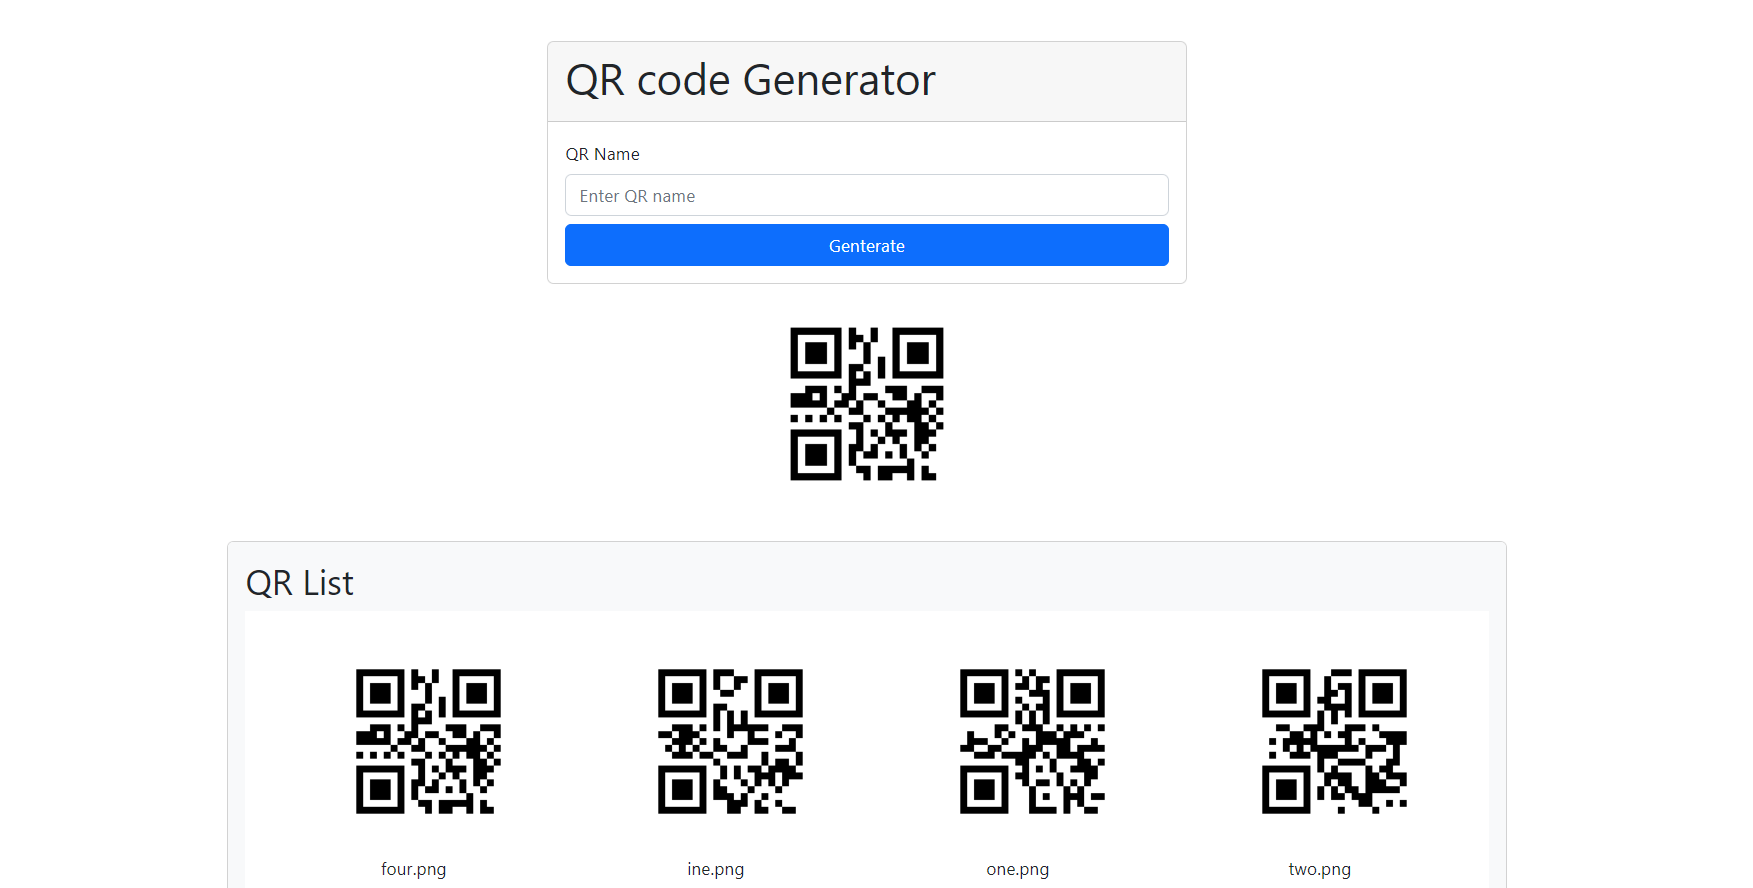 QR code Generator
QR Name
Enter QR name
Genterate
QR List
four.png
ine.png
one.png
two.png